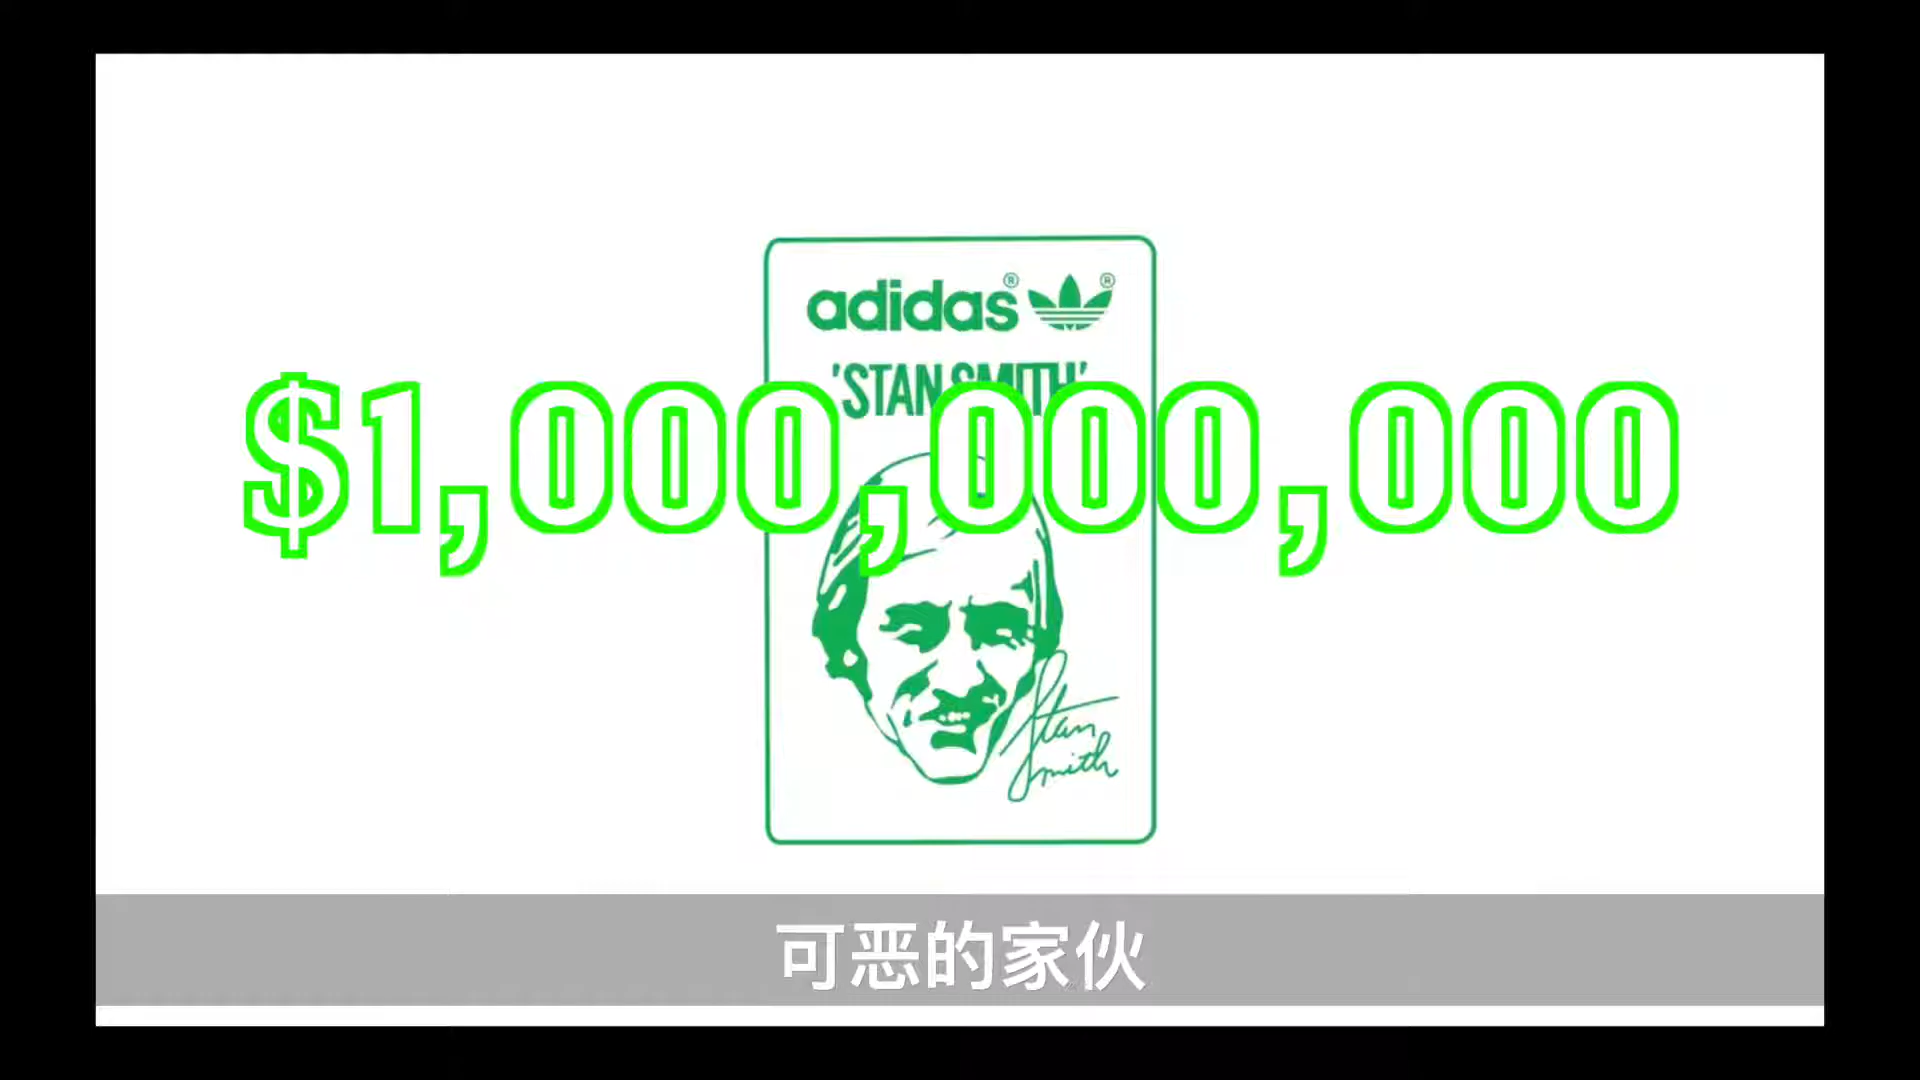 adidas® ®
'STAN SMITH'
$1,000,000,000
Stan
Smith
可恶的家伙